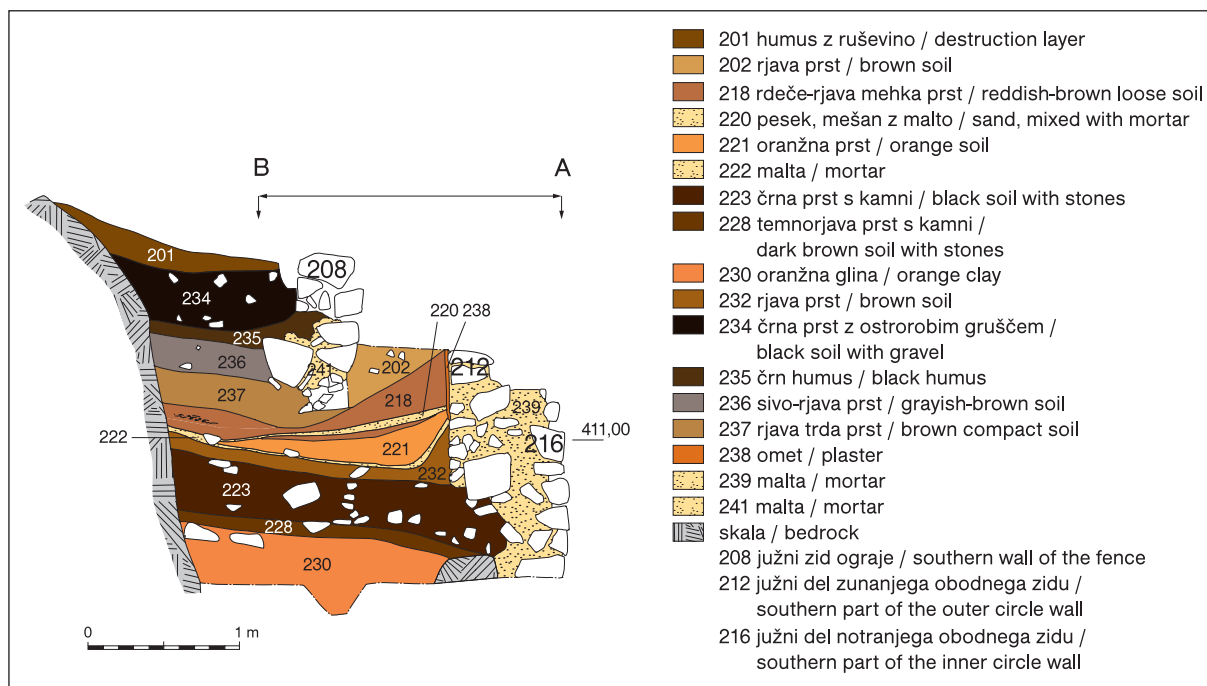 B
A
201
208
234
220
238
235
236
241
202
212
237
218
239
222
221
216
411,00
232
223
228
230
0
1 m
201 humus z ruševino / destruction layer
202 rjava prst / brown soil
218 rdeče-rjava mehka prst / reddish-brown loose soil
220 pesek, mešan z malto / sand, mixed with mortar
221 oranžna prst / orange soil
222 malta / mortar
223 črna prst s kamni / black soil with stones
228 temnorjava prst s kamni /
dark brown soil with stones
230 oranžna glina / orange clay
232 rjava prst / brown soil
234 črna prst z ostrorobim gruščem /
black soil with gravel
235 črn humus / black humus
236 sivo-rjava prst / grayish-brown soil
237 rjava trda prst / brown compact soil
238 omet / plaster
239 malta / mortar
241 malta / mortar
skala / bedrock
208 južni zid ograje / southern wall of the fence
212 južni del zunanjega obodnega zidu /
southern part of the outer circle wall
216 južni del notranjega obodnega zidu /
southern part of the inner circle wall